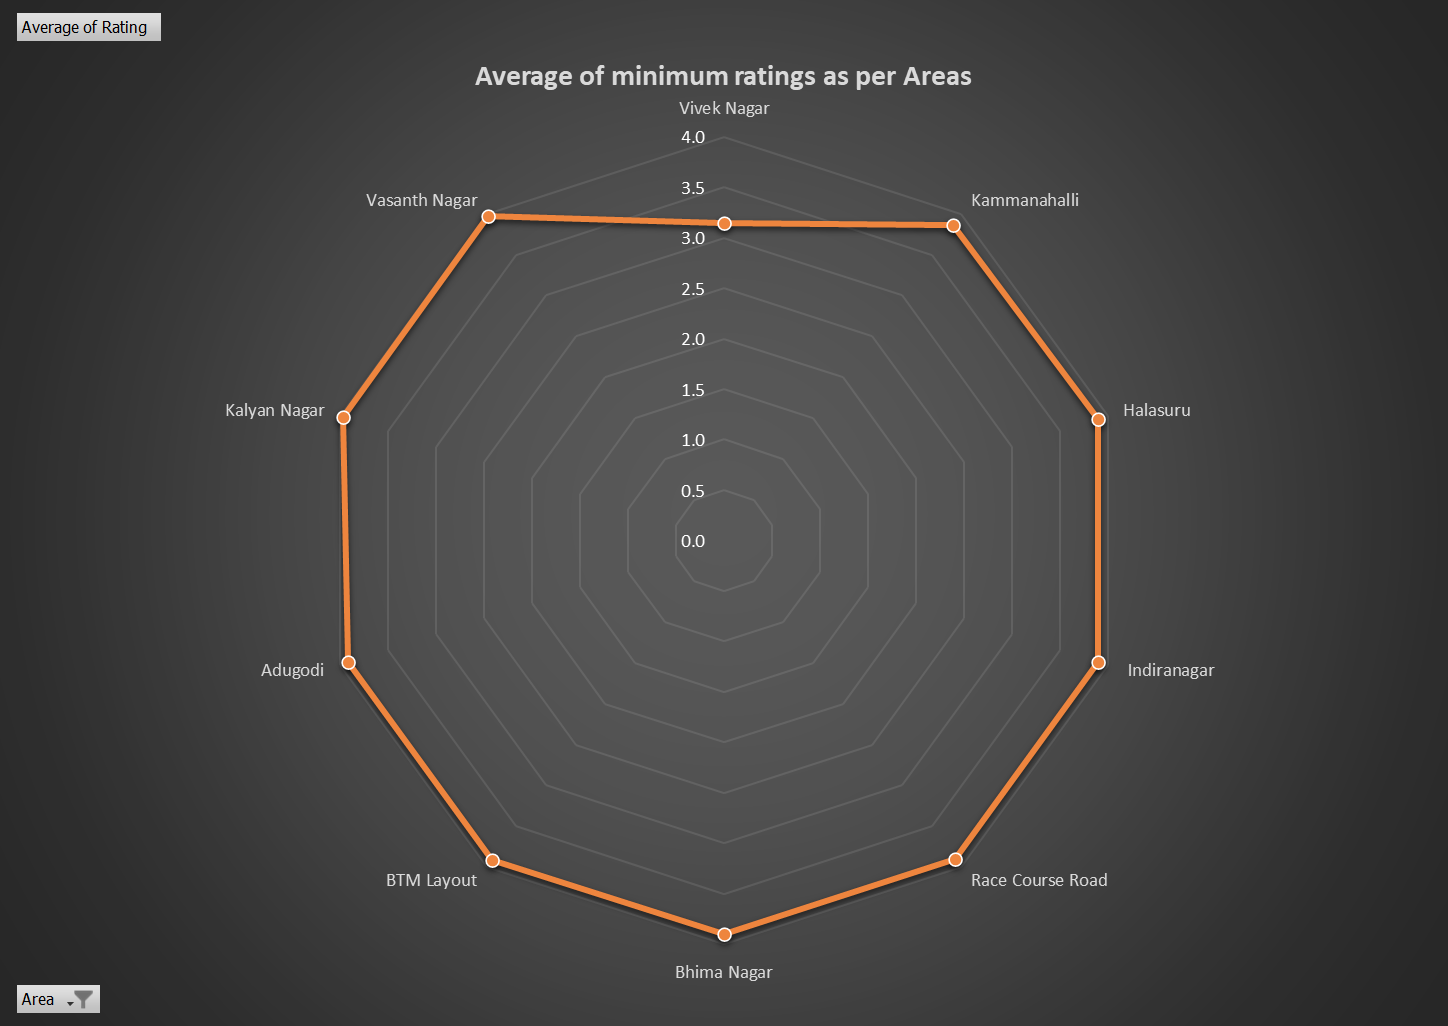 Average of Rating
Average of minimum ratings as per Areas
Vivek Nagar
4.0
Vasanth Nagar
Kammanahalli
3.5
3.0
2.5
2.0
1.5
Kalyan Nagar
Halasuru
1.0
0.5
0.0
Adugodi
Indiranagar
BTM Layout
Race Course Road
Bhima Nagar
Area